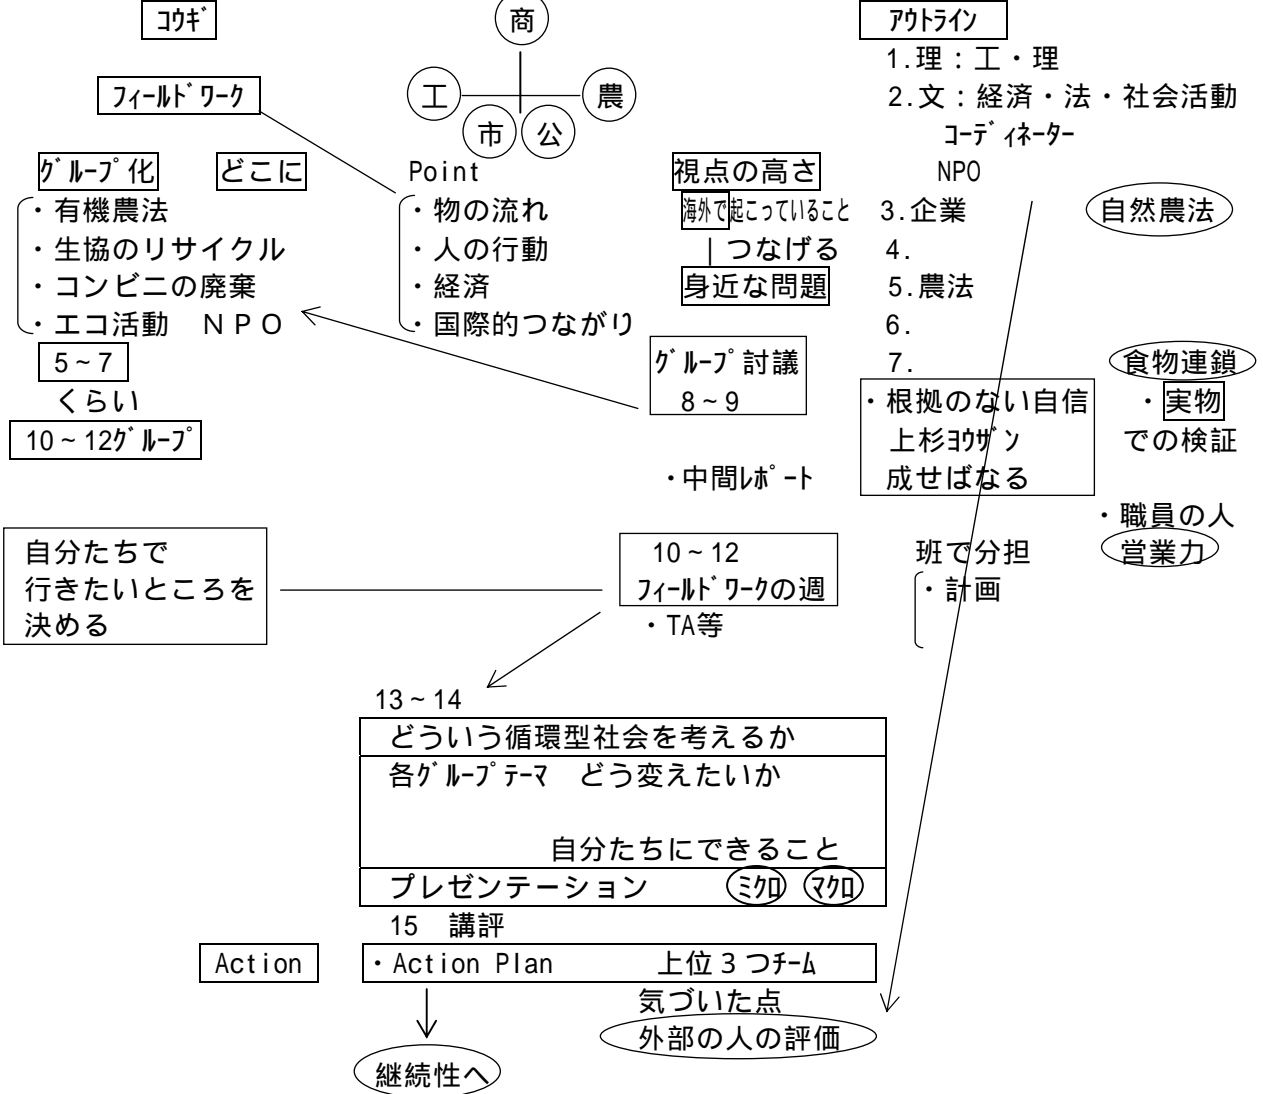 コウギ
商
アウトライン
1.理：工・理
フィールドワーク
工
農
2.文：経済・法・社会活動
市
公
コーディネーター
グループ化
どこに
Point
視点の高さ
NPO
・有機農法
・物の流れ
海外で起こっていること
3.企業
自然農法
・生協のリサイクル
・人の行動
｜つなげる
4.
・コンビニの廃棄
・経済
身近な問題
5.農法
・エコ活動　ＮＰＯ
・国際的つながり
6.
5～7
くらい
グループ討議
8～9
7.
食物連鎖
10～12グループ
・根拠のない自信
上杉ヨウザン
成せばなる
・実物
での検証
・中間レポート
・職員の人
営業力
自分たちで
行きたいところを
決める
10～12
フィールドワークの週
・TA等
班で分担
・計画
13～14
どういう循環型社会を考えるか
各グループテーマ　どう変えたいか
自分たちにできること
プレゼンテーション　ミクロ　マクロ
15　講評
Action
・Action Plan　上位３つチーム
気づいた点
外部の人の評価
継続性へ